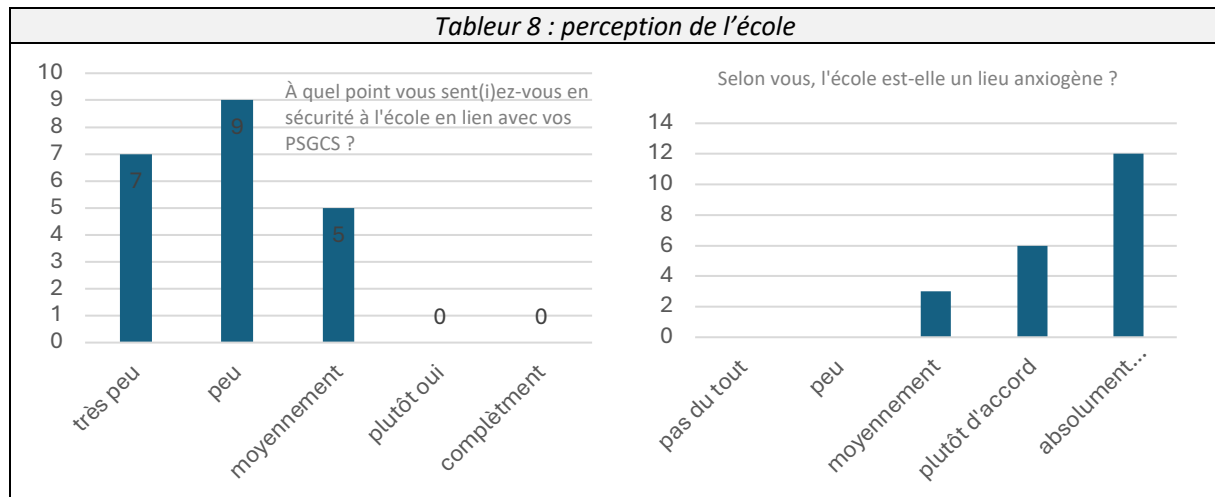 Tableur 8 : perception de l'école
À quel point vous sent(i)ez-vous en
sécurité à l'école en lien avec vos
PSGCS ?
10
9
8
7
6
5
4
3
2
1
0
7
9
5
0
0
très peu
peu
moyennement
plutôt oui
complètment
Selon vous, l'école est-elle un lieu anxiogène ?
14
12
10
8
6
4
2
0
pas du tout
peu
moyennement
plutôt d'accord
absolument...